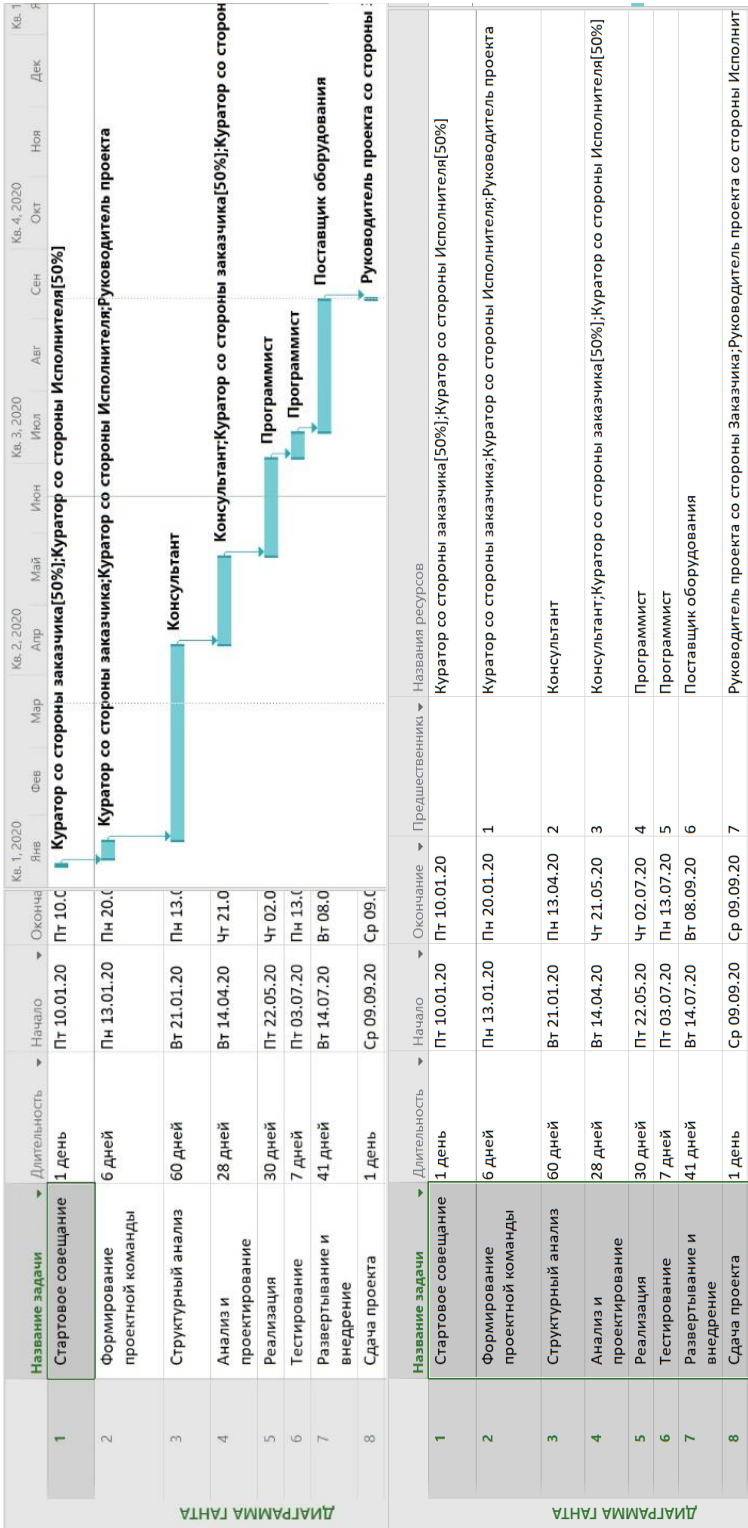 Кв. 1, 2020 Кв. 2, 2020 Кв. 3, 2020 Кв. 4, 2020 Кв. 1
Название задачи Длительность Начало Оконча Янв Фев Мар Апр Май Июн Июл Авг Сен Окт Ноя Дек Я
1 Стартовое совещание 1 день Пт 10.01.20 Пт 10.0 Куратор со стороны заказчика[50%];Куратор со стороны Исполнителя[50%]
2 Формирование проектной команды 6 дней Пн 13.01.20 Пн 20.0 Куратор со стороны заказчика;Куратор со стороны Исполнителя;Руководитель проекта
3 Структурный анализ 60 дней Вт 21.01.20 Пн 13.0 Консультант
4 Анализ и проектирование 28 дней Вт 14.04.20 Чт 21.0 Консультант;Куратор со стороны заказчика[50%];Куратор со сторон
5 Реализация 30 дней Пт 22.05.20 Чт 02.0 Программист
6 Тестирование 7 дней Пт 03.07.20 Пн 13.0 Программист
7 Развертывание и внедрение 41 дней Вт 14.07.20 Вт 08.0 Поставщик оборудования
8 Сдача проекта 1 день Ср 09.09.20 Ср 09.0 Руководитель проекта со стороны
ДИАГРАММА ГАНТА
Название задачи Длительность Начало Окончание Предшественник Названия ресурсов
1 Стартовое совещание 1 день Пт 10.01.20 Пт 10.01.20 Куратор со стороны заказчика[50%];Куратор со стороны Исполнителя[50%]
2 Формирование проектной команды 6 дней Пн 13.01.20 Пн 20.01.20 1 Куратор со стороны заказчика;Куратор со стороны Исполнителя;Руководитель проекта
3 Структурный анализ 60 дней Вт 21.01.20 Пн 13.04.20 2 Консультант
4 Анализ и проектирование 28 дней Вт 14.04.20 Чт 21.05.20 3 Консультант;Куратор со стороны заказчика[50%];Куратор со стороны Исполнителя[50%]
5 Реализация 30 дней Пт 22.05.20 Чт 02.07.20 4 Программист
6 Тестирование 7 дней Пт 03.07.20 Пн 13.07.20 5 Программист
7 Развертывание и внедрение 41 дней Вт 14.07.20 Вт 08.09.20 6 Поставщик оборудования
8 Сдача проекта 1 день Ср 09.09.20 Ср 09.09.20 7 Руководитель проекта со стороны Заказчика;Руководитель проекта со стороны Исполнит
ДИАГРАММА ГАНТА